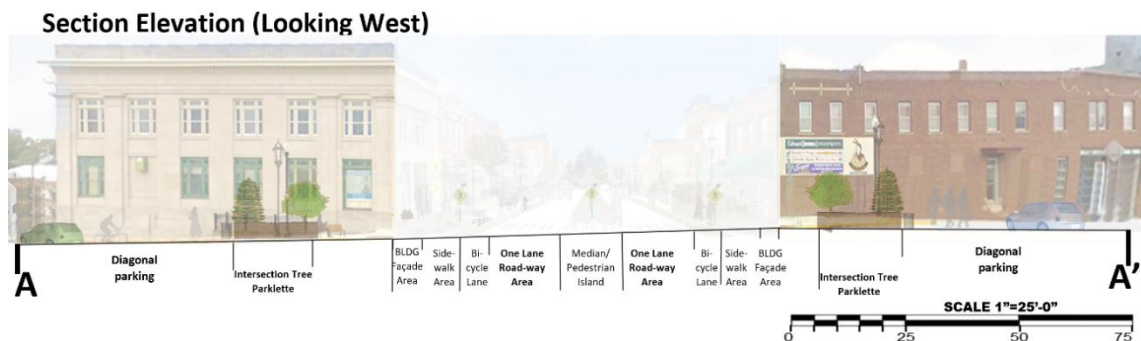 Section Elevation (Looking West)
A
Diagonal
parking
Intersection Tree
Parklette
BLDG
Façade
Area
Side-
walk
Area
Bi-
cycle
Lane
One Lane
Road-way
Area
Median/
Pedestrian
Island
One Lane
Road-way
Area
Bi-
cycle
Lane
Side-
walk
Area
BLDG
Façade
Area
Intersection Tree
Parklette
Diagonal
parking
A'
SCALE 1"=25'-0"
0 25 50 75